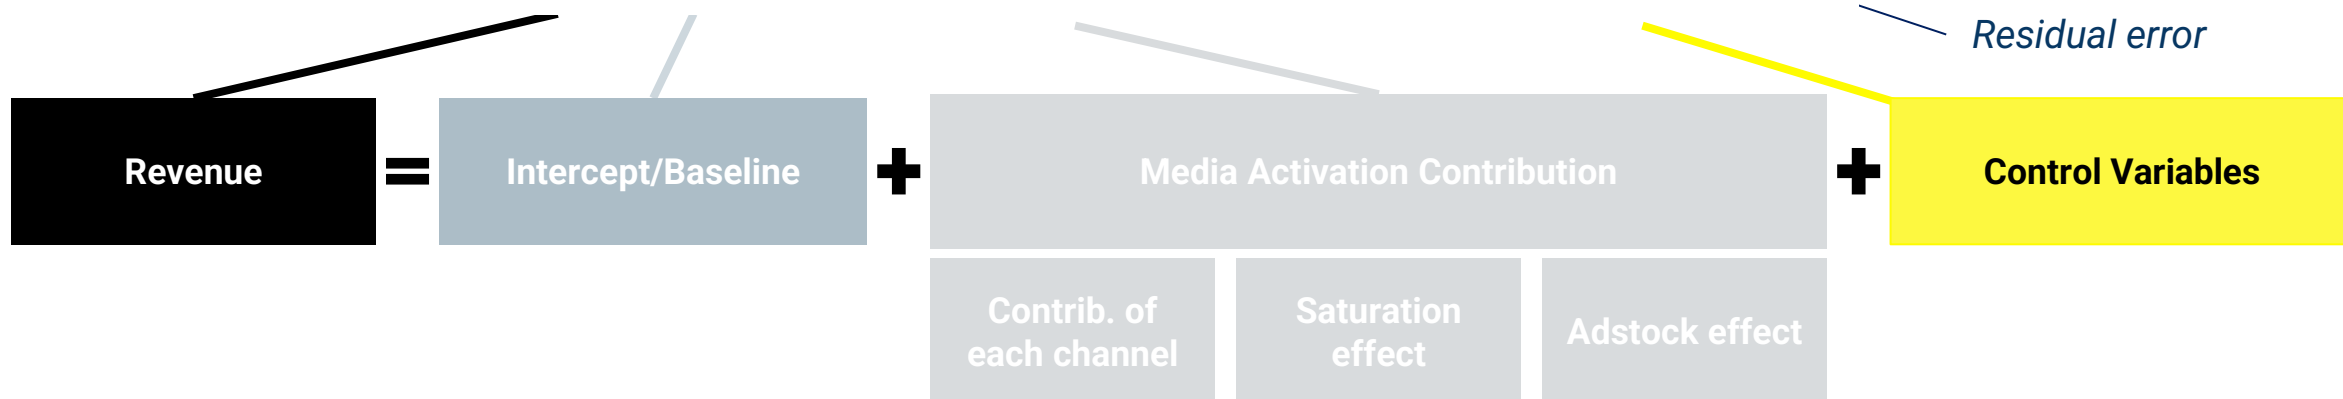 Residual error
Revenue
=
Intercept/Baseline
+
Media Activation Contribution
+
Control Variables
Contrib. of
each channel
Saturation
effect
Adstock effect